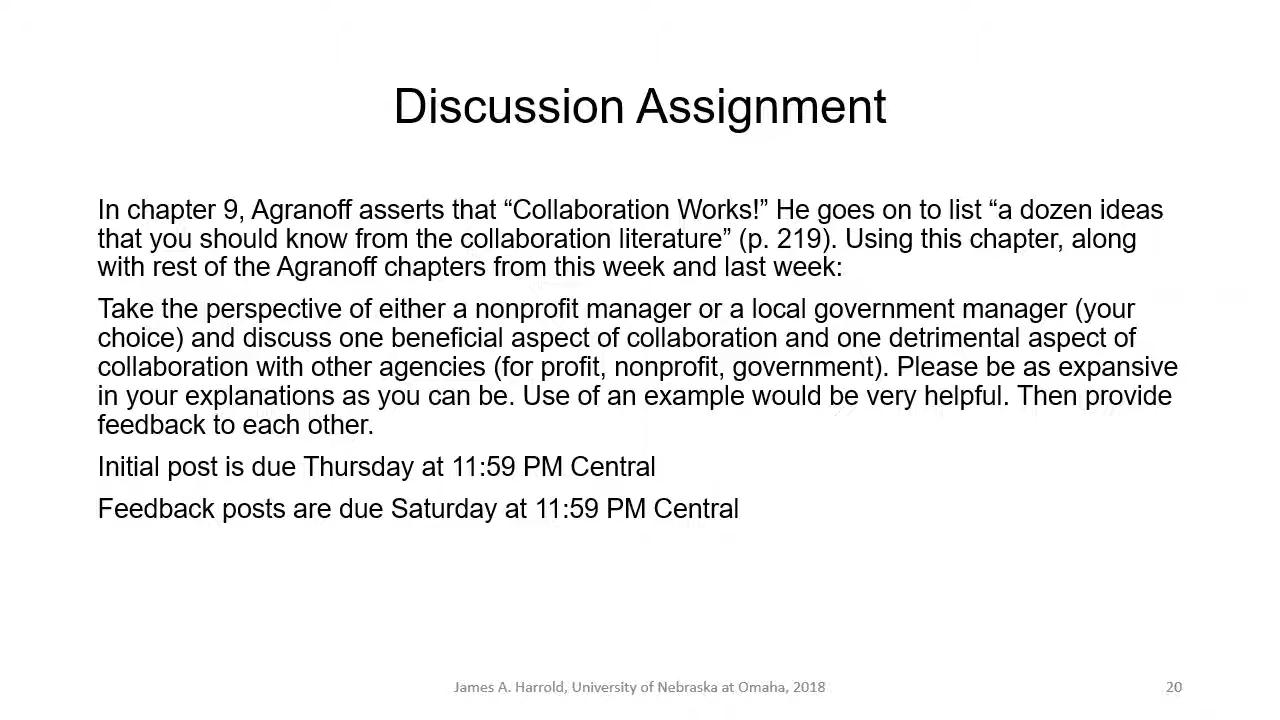 Discussion Assignment
In chapter 9, Agranoff asserts that “Collaboration Works!” He goes on to list “a dozen ideas
that you should know from the collaboration literature” (p. 219). Using this chapter, along
with rest of the Agranoff chapters from this week and last week:
Take the perspective of either a nonprofit manager or a local government manager (your
choice) and discuss one beneficial aspect of collaboration and one detrimental aspect of
collaboration with other agencies (for profit, nonprofit, government). Please be as expansive
in your explanations as you can be. Use of an example would be very helpful. Then provide
feedback to each other.
Initial post is due Thursday at 11:59 PM Central
Feedback posts are due Saturday at 11:59 PM Central
James A. Harrold, University of Nebraska at Omaha, 2018
20